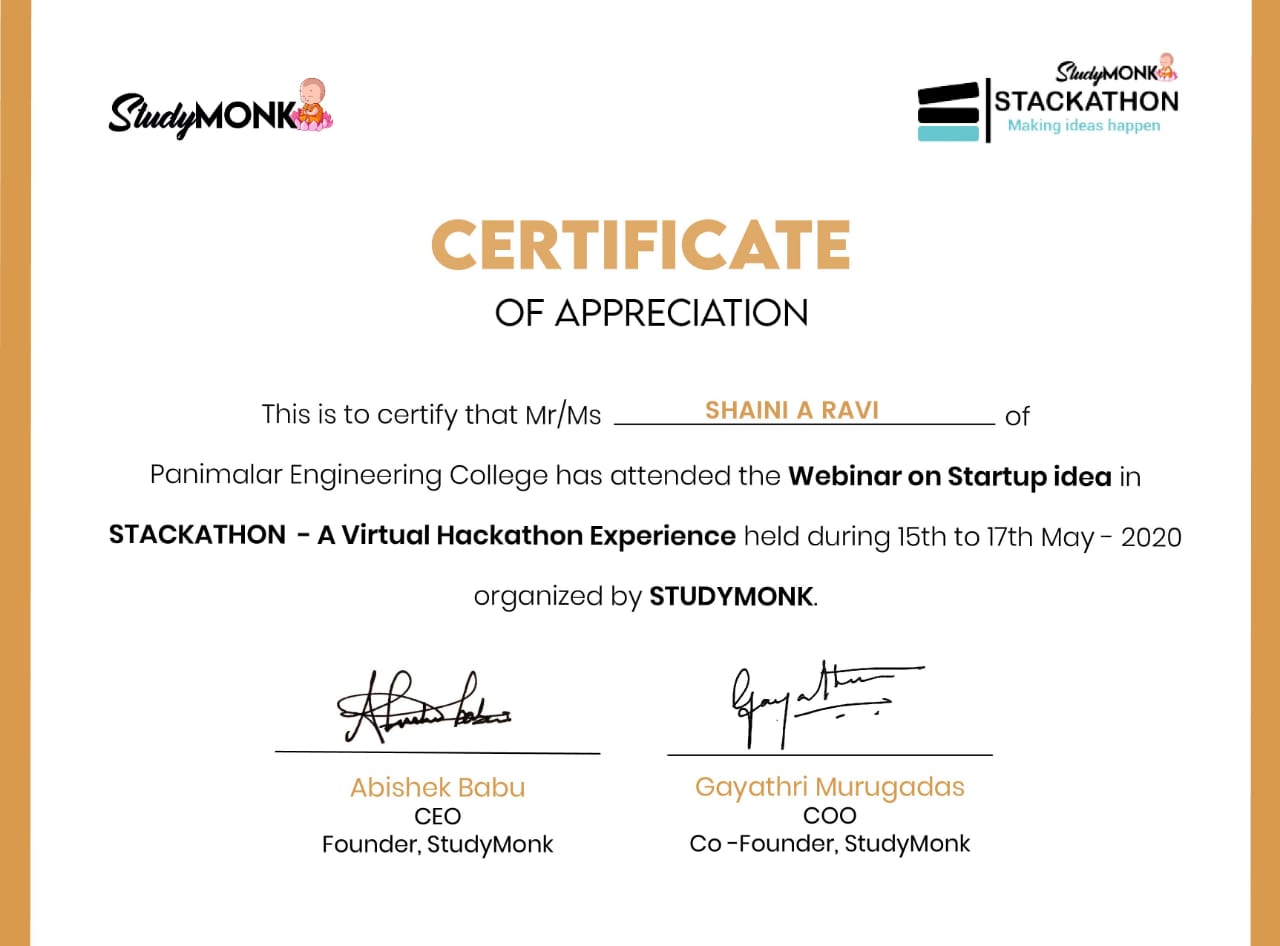 StudyMONK
StudyMONK
STACKATHON
Making ideas happen
CERTIFICATE
OF APPRECIATION
This is to certify that Mr/Ms SHAINI A RAVI of
Panimalar Engineering College has attended the Webinar on Startup idea in
STACKATHON - A Virtual Hackathon Experience held during 15th to 17th May - 2020
organized by STUDYMONK.
Abishek Babu
Gayathri Murugadas
CEO
COO
Founder, StudyMonk
Co -Founder, StudyMonk